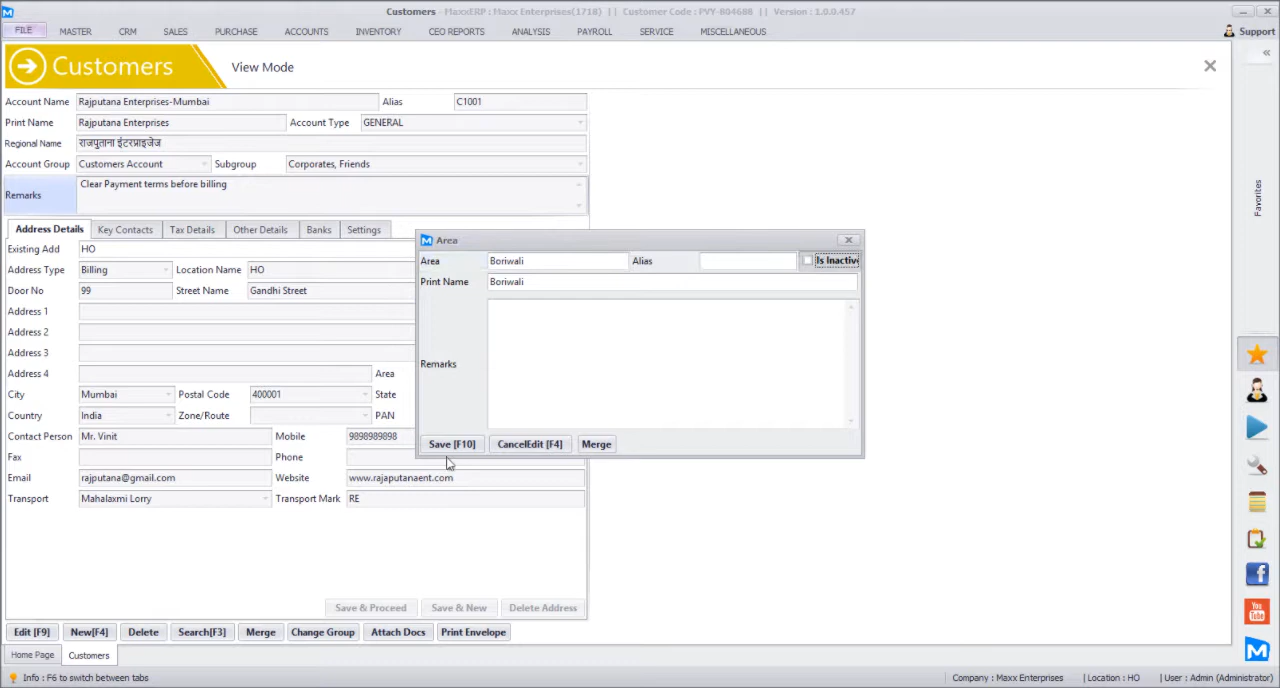 Customers - MaxxERP : Maxx Enterprises(1718) || Customer Code : PVY-804686 || Version : 1.0.0.457
FILE MASTER CRM SALES PURCHASE ACCOUNTS INVENTORY CEO REPORTS ANALYSIS PAYROLL SERVICE MISCELLANEOUS Support
Customers View Mode
Account Name Rajputana Enterprises-Mumbai Alias C1001
Print Name Rajputana Enterprises Account Type GENERAL
Regional Name राजपुताना ईंटरप्राइजेज
Account Group Customers Account Subgroup Corporates, Friends
Remarks Clear Payment terms before billing
Favorites
Address Details Key Contacts Tax Details Other Details Banks Settings
Existing Add HO
Address Type Billing Location Name HO
Door No 99 Street Name Gandhi Street
Address 1
Address 2
Address 3
Address 4 Area
City Mumbai Postal Code 400001 State
Country India Zone/Route PAN
Contact Person Mr. Vinit Mobile 9898989898
Fax Phone
Email rajputana@gmail.com Website www.rajaputanaent.com
Transport Mahalaxmi Lorry Transport Mark RE
Area
Area Boriwali Alias Is Inactive
Print Name Boriwali
Remarks
Save [F10] CancelEdit [F4] Merge
Save & Proceed Save & New Delete Address
Edit [F9] New[F4] Delete Search[F3] Merge Change Group Attach Docs Print Envelope
Home Page Customers
Info : F6 to switch between tabs Company : Maxx Enterprises | Location : HO | User : Admin (Administrator)
You Tube